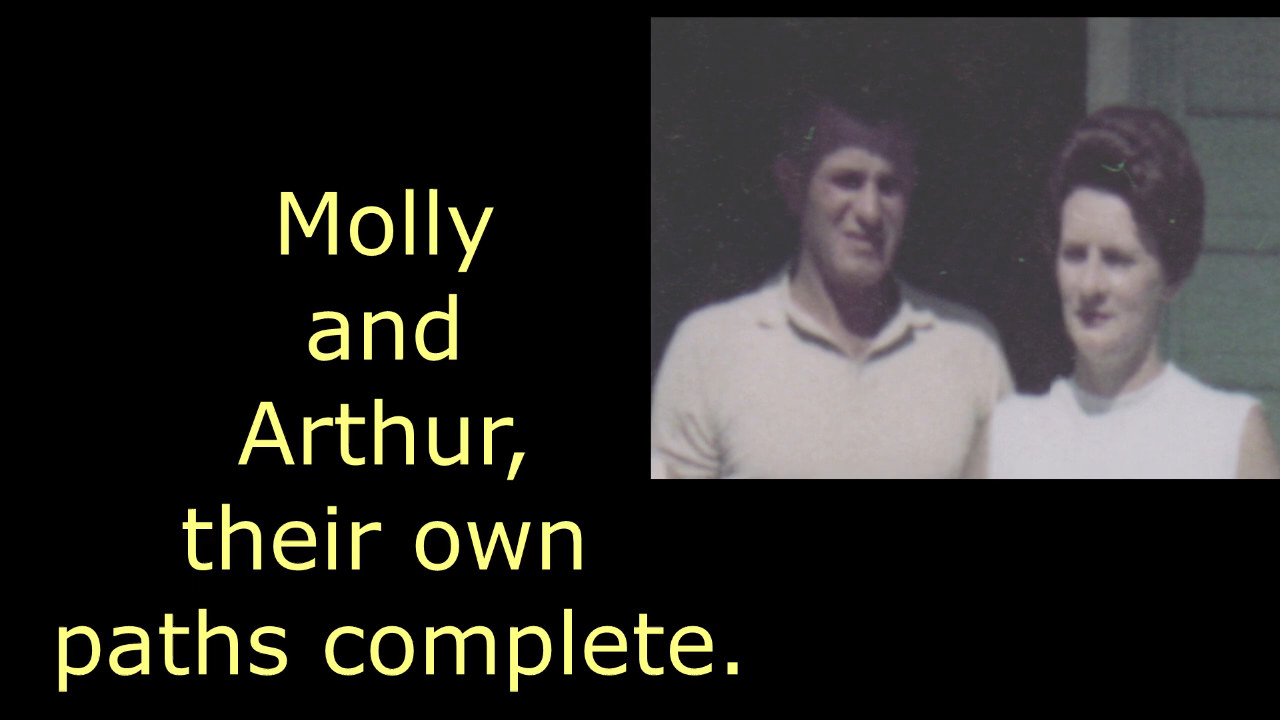 Molly
and
Arthur,
their own
paths complete.